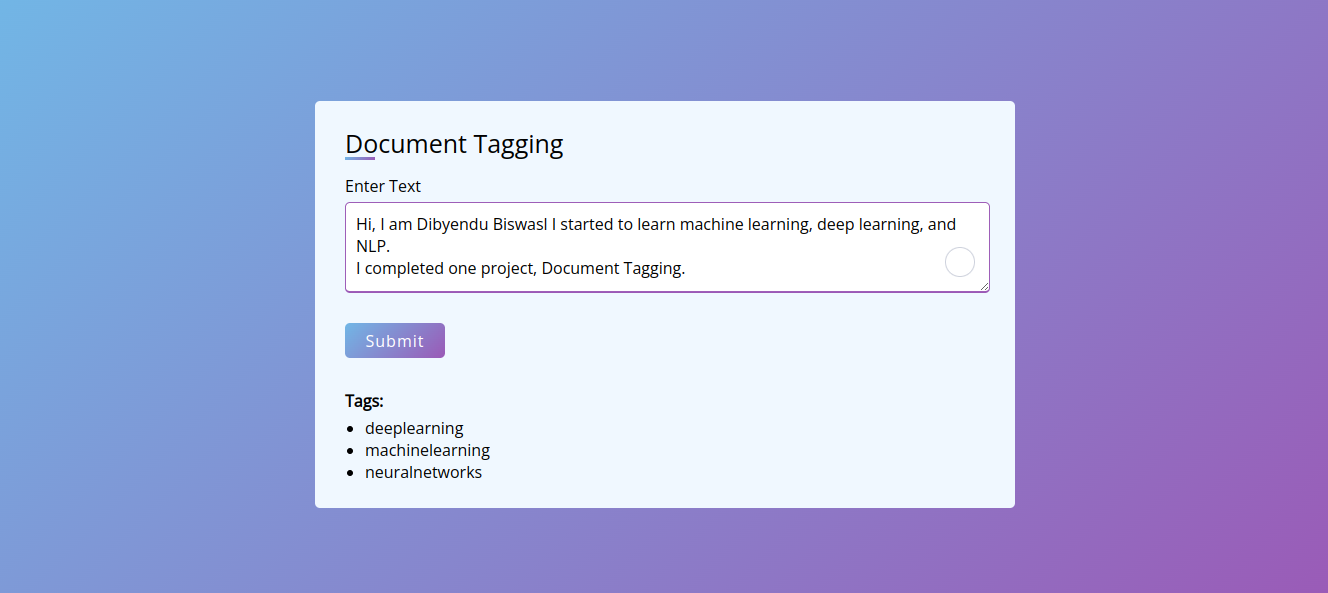 Document Tagging
Enter Text
Hi, I am Dibyendu Biswasl I started to learn machine learning, deep learning, and
NLP.
I completed one project, Document Tagging.
Submit
Tags:
deeplearning
machinelearning
neuralnetworks